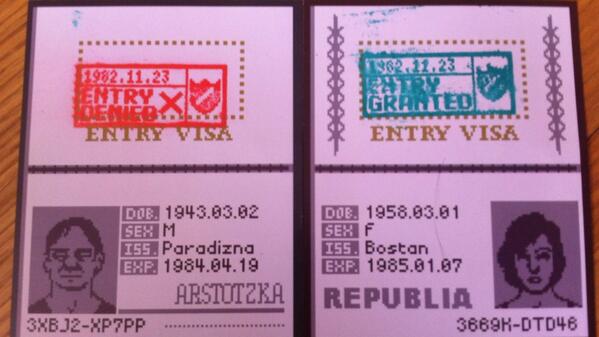 1982.11.23
ENTRY
DENIED
ENTRY VISA
DOB. 1943.03.02
SEX M
ISS. Paradizna
EXP. 1984.04.19
ARSTOTZKA
3XBJ2-XP7PP
1982.11.23
ENTRY
GRANTED
ENTRY VISA
DOB. 1958.03.01
SEX F
ISS. Bostan
EXP. 1985.01.07
REPUBLIA
3669K-DTD46